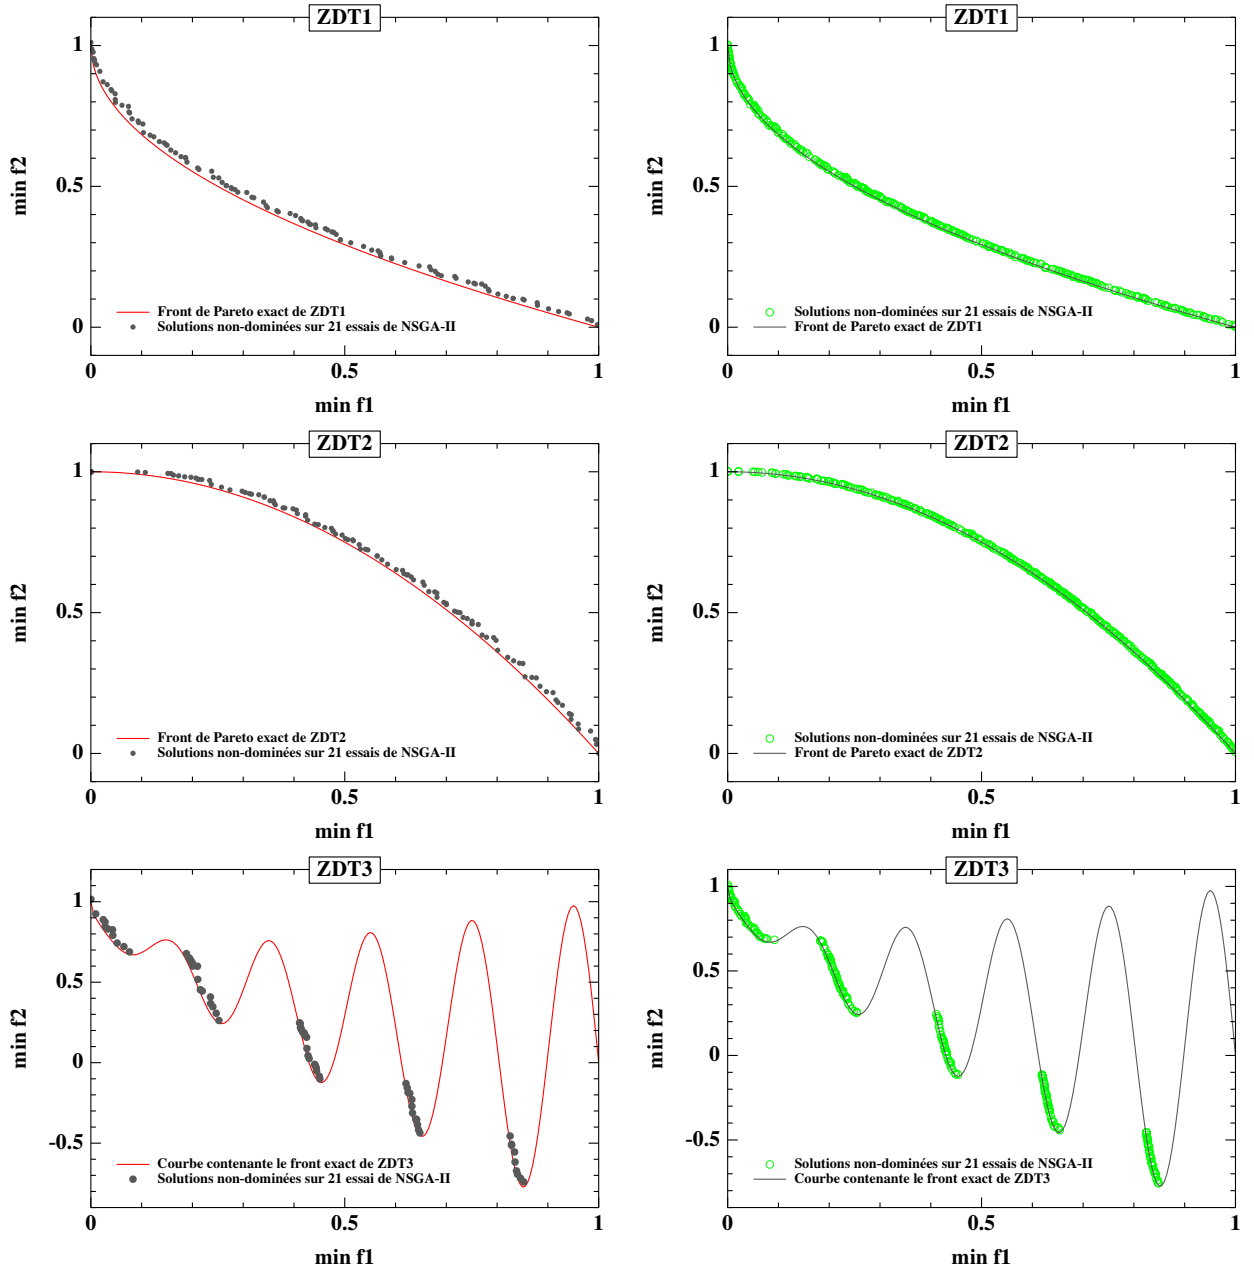 ZDT1
1
0.5
0
min f2
Front de Pareto exact de ZDT1
Solutions non-dominées sur 21 essais de NSGA-II
0
0.5
1
min f1
ZDT1
1
0.5
0
min f2
Solutions non-dominées sur 21 essais de NSGA-II
Front de Pareto exact de ZDT1
0
0.5
1
min f1
ZDT2
1
0.5
0
min f2
Front de Pareto exact de ZDT2
Solutions non-dominées sur 21 essais de NSGA-II
0
0.5
1
min f1
ZDT2
1
0.5
0
min f2
Solutions non-dominées sur 21 essais de NSGA-II
Front de Pareto exact de ZDT2
0
0.5
1
min f1
ZDT3
1
0.5
0
-0.5
min f2
Courbe contenante le front exact de ZDT3
Solutions non-dominées sur 21 essai de NSGA-II
0
0.5
1
min f1
ZDT3
1
0.5
0
-0.5
min f2
Solutions non-dominées sur 21 essais de NSGA-II
Courbe contenante le front exact de ZDT3
0
0.5
1
min f1